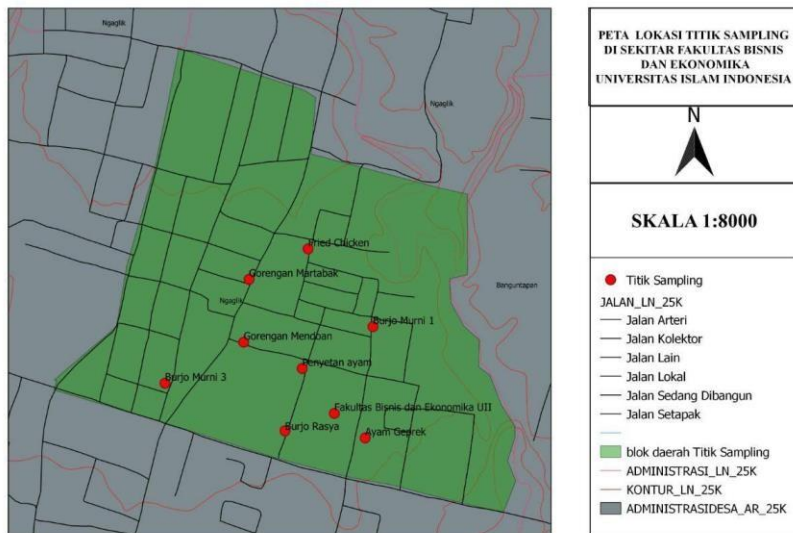 Ngaglik
Ngaglik
Fried Chicken
Gorengan Martabak
Banguntapan
Ngaglik
Burjo Murni 1
Gorengan Mendoan
Penyetan ayam
Burjo Murni 3
Fakultas Bisnis dan Ekonomika UII
Burjo Rasya
Ayam Geprek
PETA LOKASI TITIK SAMPLING
DI SEKITAR FAKULTAS BISNIS
DAN EKONOMIKA
UNIVERSITAS ISLAM INDONESIA
N
SKALA 1:8000
Titik Sampling
JALAN_LN_25K
Jalan Arteri
Jalan Kolektor
Jalan Lain
Jalan Lokal
Jalan Sedang Dibangun
Jalan Setapak
blok daerah Titik Sampling
ADMINISTRASI_LN_25K
KONTUR_LN_25K
ADMINISTRASIDESA_AR_25K